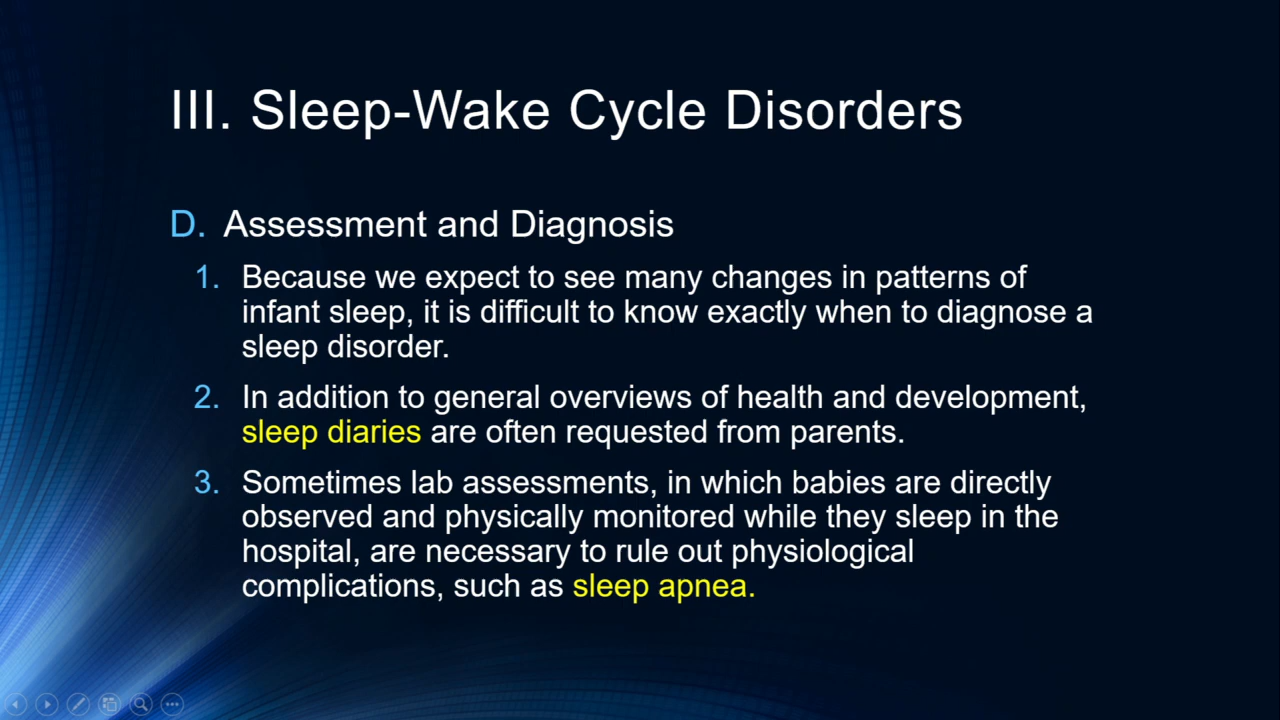 III. Sleep-Wake Cycle Disorders
D. Assessment and Diagnosis
1. Because we expect to see many changes in patterns of
infant sleep, it is difficult to know exactly when to diagnose a
sleep disorder.
2. In addition to general overviews of health and development,
sleep diaries are often requested from parents.
3. Sometimes lab assessments, in which babies are directly
observed and physically monitored while they sleep in the
hospital, are necessary to rule out physiological
complications, such as sleep apnea.